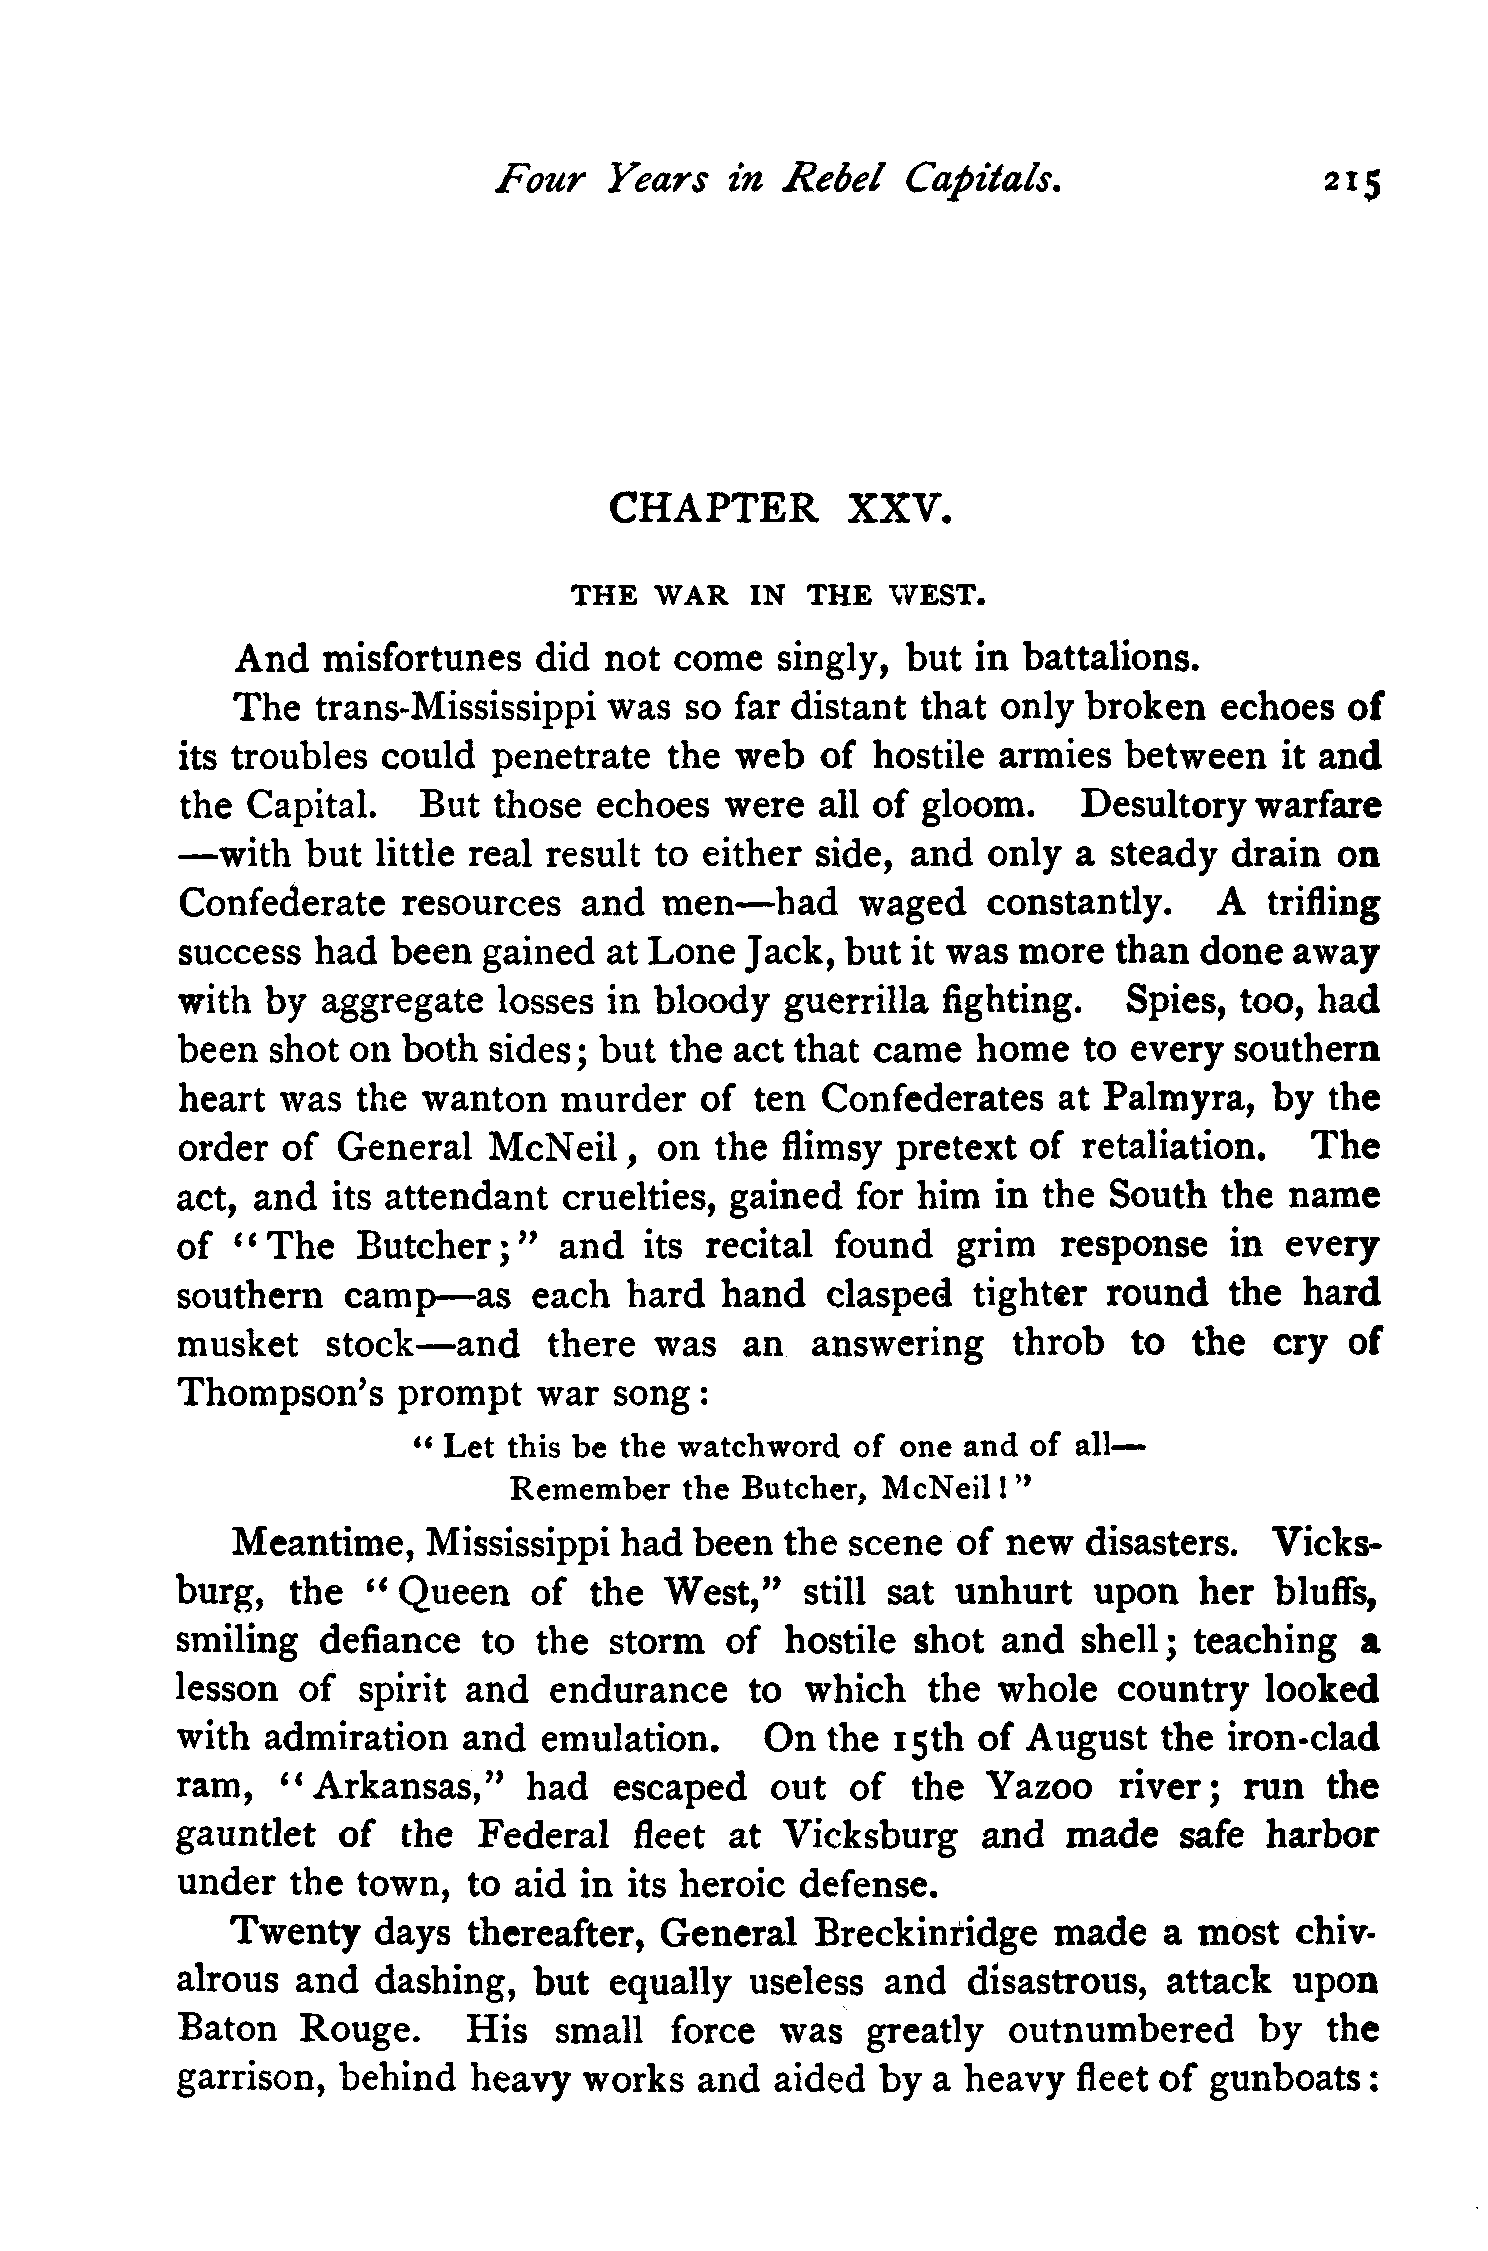 Four Years in Rebel Capitals. 215
CHAPTER XXV.
THE WAR IN THE WEST.
And misfortunes did not come singly, but in battalions.
The trans-Mississippi was so far distant that only broken echoes of
its troubles could penetrate the web of hostile armies between it and
the Capital. But those echoes were all of gloom. Desultory warfare
—with but little real result to either side, and only a steady drain on
Confederate resources and men—had waged constantly. A trifling
success had been gained at Lone Jack, but it was more than done away
with by aggregate losses in bloody guerrilla fighting. Spies, too, had
been shot on both sides; but the act that came home to every southern
heart was the wanton murder of ten Confederates at Palmyra, by the
order of General McNeil, on the flimsy pretext of retaliation. The
act, and its attendant cruelties, gained for him in the South the name
of "The Butcher;" and its recital found grim response in every
southern camp—as each hard hand clasped tighter round the hard
musket stock—and there was an answering throb to the cry of
Thompson's prompt war song:
"Let this be the watchword of one and of all—
Remember the Butcher, McNeil!"
Meantime, Mississippi had been the scene of new disasters. Vicks-
burg, the "Queen of the West," still sat unhurt upon her bluffs,
smiling defiance to the storm of hostile shot and shell; teaching a
lesson of spirit and endurance to which the whole country looked
with admiration and emulation. On the 15th of August the iron-clad
ram, "Arkansas," had escaped out of the Yazoo river; run the
gauntlet of the Federal fleet at Vicksburg and made safe harbor
under the town, to aid in its heroic defense.
Twenty days thereafter, General Breckinridge made a most chiv-
alrous and dashing, but equally useless and disastrous, attack upon
Baton Rouge. His small force was greatly outnumbered by the
garrison, behind heavy works and aided by a heavy fleet of gunboats: